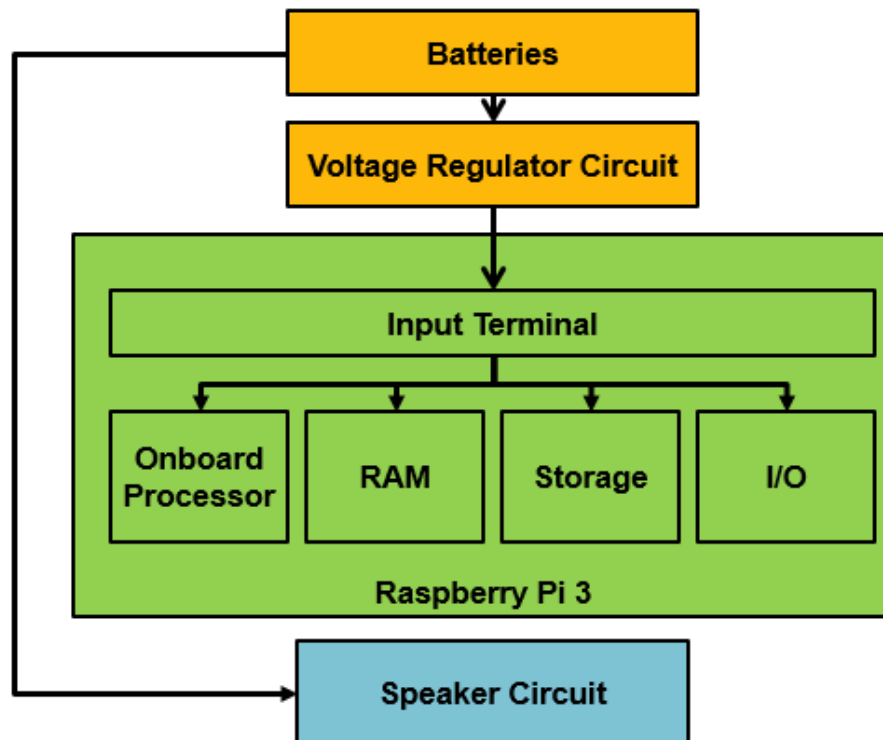 Batteries
Voltage Regulator Circuit
Input Terminal
Onboard
Processor
RAM
Storage
I/O
Raspberry Pi 3
Speaker Circuit